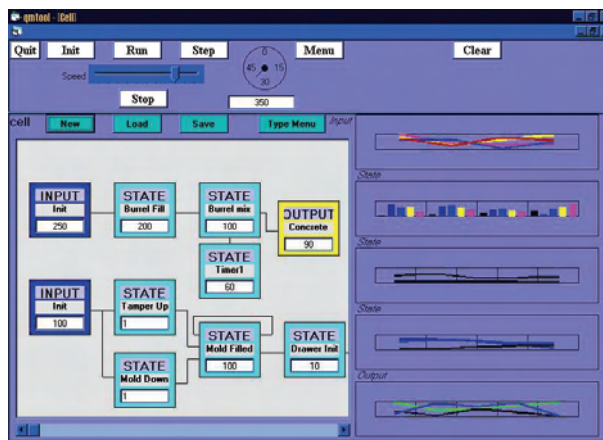 qmtool - [Cell]
Quit Init Run Step Menu Clear
Speed
0
45 15
30
Stop
350
cell New Load Save Type Menu Input
State
State
State
Output
INPUT
Init
250
STATE
Burrel Fill
200
STATE
Burrel mix
100
OUTPUT
Concrete
90
STATE
Timer1
60
INPUT
Init
100
STATE
Tamper Up
1
STATE
Mold Filled
100
STATE
Drawer Init
10
STATE
Mold Down
1